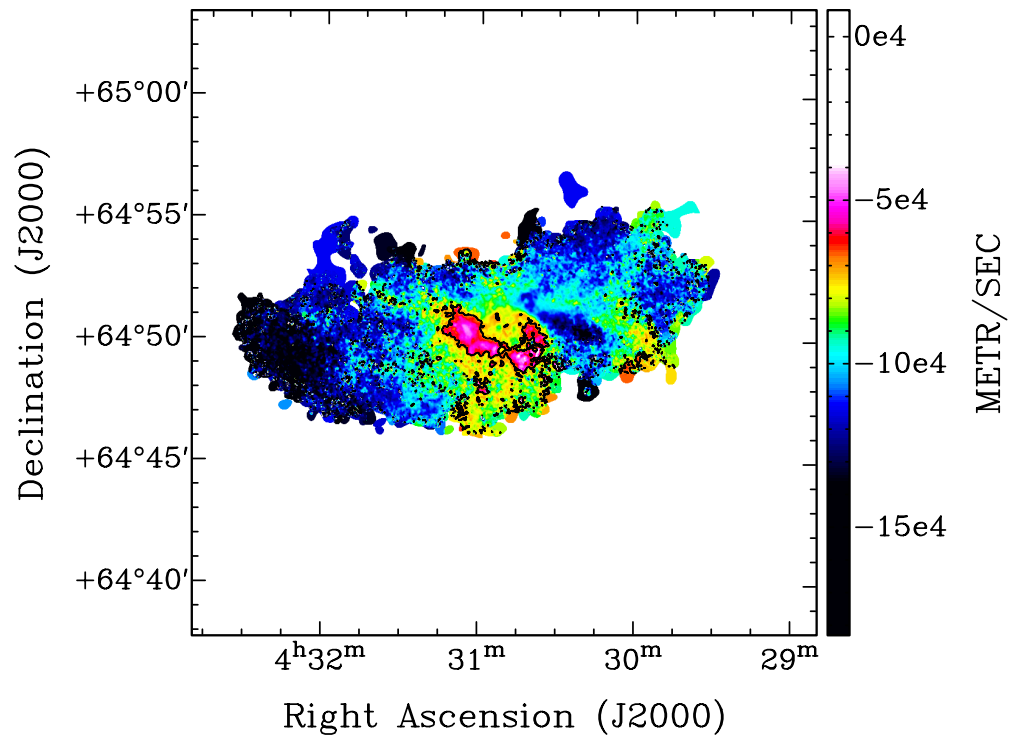 0e4
+65°00′
+64°55′
−5e4
+64°50′
−10e4
+64°45′
−15e4
+64°40′
4ʰ32ᵐ 31ᵐ 30ᵐ 29ᵐ
Right Ascension (J2000)
Declination (J2000)
METR/SEC